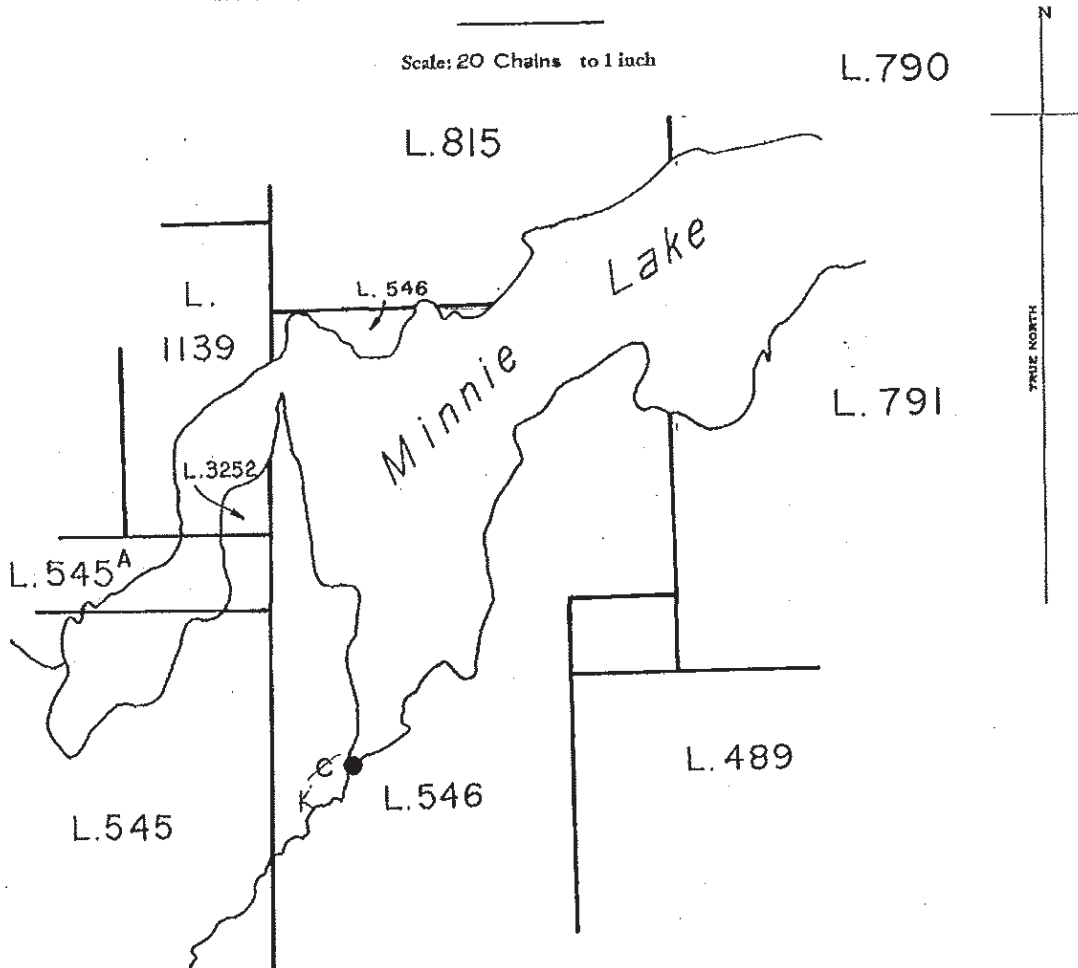 N
Scale: 20 Chains to 1 inch
L.790
L.815
Lake
L. 546
L.
1139
TRUE NORTH
Minnie
L. 791
L.3252
L.545A
L. 489
C
K
L.546
L.545